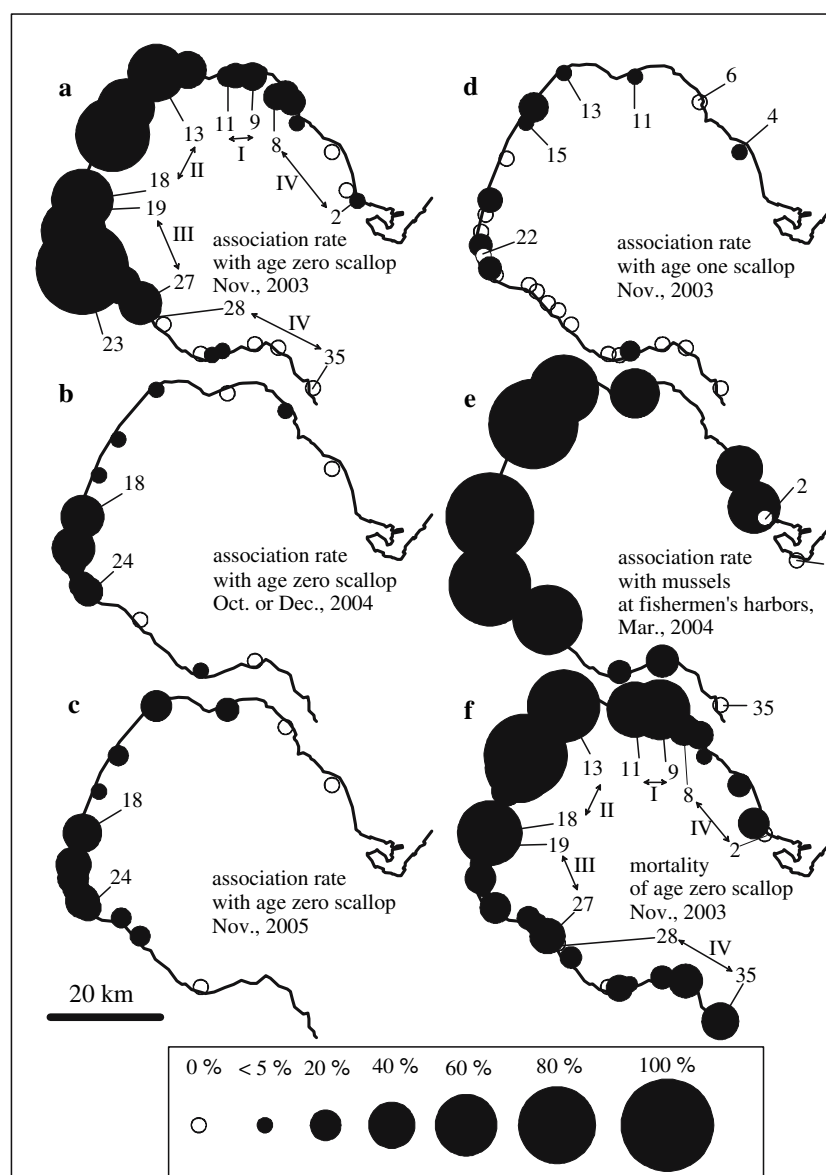 a
13
11
9
8
I
II
18
IV
19
2
III
association rate
with age zero scallop
Nov., 2003
27
28
IV
23
35
b
18
24
association rate
with age zero scallop
Oct. or Dec., 2004
c
18
24
association rate
with age zero scallop
Nov., 2005
20 km
d
6
13
11
4
15
22
association rate
with age one scallop
Nov., 2003
e
2
association rate
with mussels
at fishermen's harbors,
Mar., 2004
35
f
13
11
9
8
I
II
18
IV
19
2
III
mortality
of age zero scallop
Nov., 2003
27
28
IV
35
0 % < 5 % 20 % 40 % 60 % 80 % 100 %